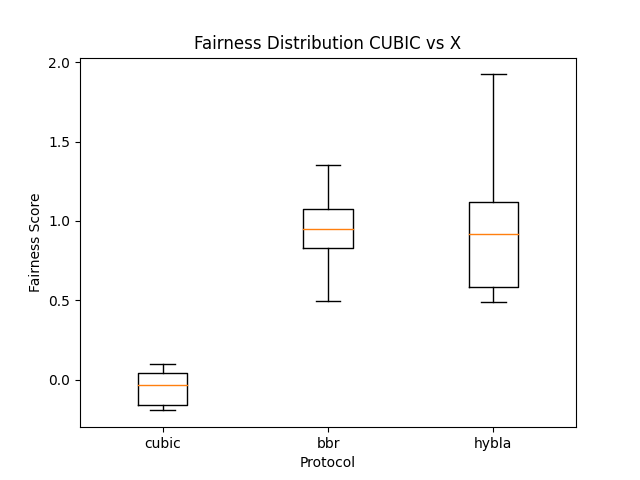 Fairness Distribution CUBIC vs X
2.0
1.5
1.0
0.5
0.0
Fairness Score
cubic bbr hybla
Protocol